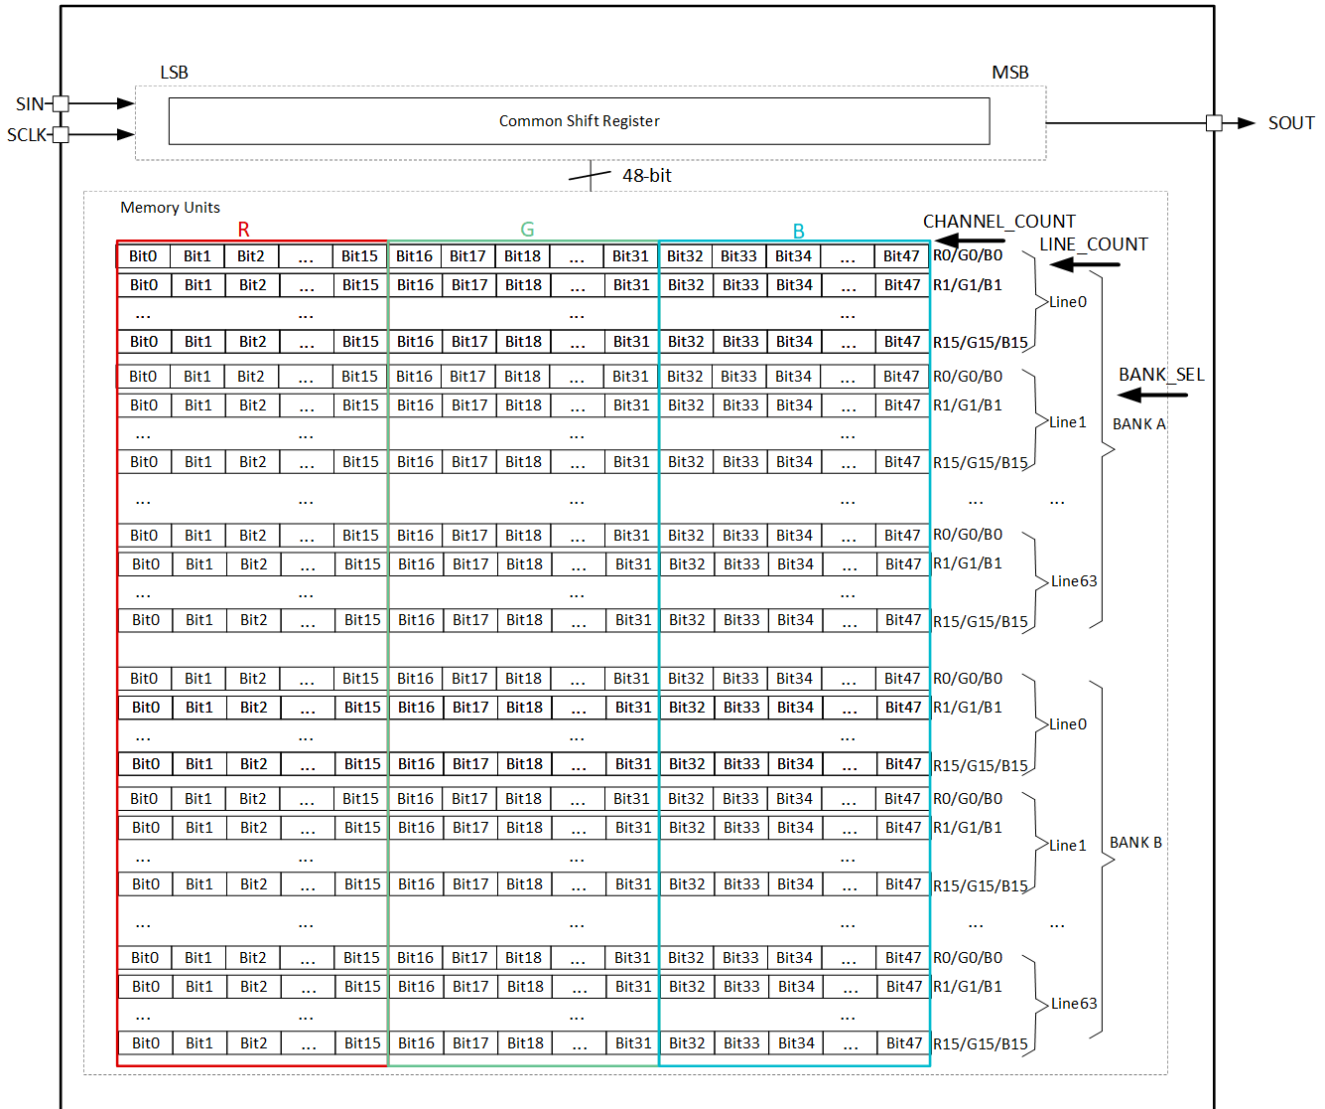 LSB MSB
SIN
SCLK
Common Shift Register
SOUT
48-bit
Memory Units
R G B
CHANNEL_COUNT
LINE_COUNT
Bit0 Bit1 Bit2 ... Bit15 Bit16 Bit17 Bit18 ... Bit31 Bit32 Bit33 Bit34 ... Bit47 R0/G0/B0
Bit0 Bit1 Bit2 ... Bit15 Bit16 Bit17 Bit18 ... Bit31 Bit32 Bit33 Bit34 ... Bit47 R1/G1/B1
Line0
... ... ... ...
Bit0 Bit1 Bit2 ... Bit15 Bit16 Bit17 Bit18 ... Bit31 Bit32 Bit33 Bit34 ... Bit47 R15/G15/B15
Bit0 Bit1 Bit2 ... Bit15 Bit16 Bit17 Bit18 ... Bit31 Bit32 Bit33 Bit34 ... Bit47 R0/G0/B0
BANK_SEL
Bit0 Bit1 Bit2 ... Bit15 Bit16 Bit17 Bit18 ... Bit31 Bit32 Bit33 Bit34 ... Bit47 R1/G1/B1
Line1 BANK A
... ... ...
Bit0 Bit1 Bit2 ... Bit15 Bit16 Bit17 Bit18 ... Bit31 Bit32 Bit33 Bit34 ... Bit47 R15/G15/B15
... ... ... ... ... ...
Bit0 Bit1 Bit2 ... Bit15 Bit16 Bit17 Bit18 ... Bit31 Bit32 Bit33 Bit34 ... Bit47 R0/G0/B0
Bit0 Bit1 Bit2 ... Bit15 Bit16 Bit17 Bit18 ... Bit31 Bit32 Bit33 Bit34 ... Bit47 R1/G1/B1
Line63
... ... ... ...
Bit0 Bit1 Bit2 ... Bit15 Bit16 Bit17 Bit18 ... Bit31 Bit32 Bit33 Bit34 ... Bit47 R15/G15/B15
Bit0 Bit1 Bit2 ... Bit15 Bit16 Bit17 Bit18 ... Bit31 Bit32 Bit33 Bit34 ... Bit47 R0/G0/B0
Bit0 Bit1 Bit2 ... Bit15 Bit16 Bit17 Bit18 ... Bit31 Bit32 Bit33 Bit34 ... Bit47 R1/G1/B1
Line0
... ... ... ...
Bit0 Bit1 Bit2 ... Bit15 Bit16 Bit17 Bit18 ... Bit31 Bit32 Bit33 Bit34 ... Bit47 R15/G15/B15
Bit0 Bit1 Bit2 ... Bit15 Bit16 Bit17 Bit18 ... Bit31 Bit32 Bit33 Bit34 ... Bit47 R0/G0/B0
Bit0 Bit1 Bit2 ... Bit15 Bit16 Bit17 Bit18 ... Bit31 Bit32 Bit33 Bit34 ... Bit47 R1/G1/B1
Line1 BANK B
... ... ...
Bit0 Bit1 Bit2 ... Bit15 Bit16 Bit17 Bit18 ... Bit31 Bit32 Bit33 Bit34 ... Bit47 R15/G15/B15
... ... ... ... ...
Bit0 Bit1 Bit2 ... Bit15 Bit16 Bit17 Bit18 ... Bit31 Bit32 Bit33 Bit34 ... Bit47 R0/G0/B0
Bit0 Bit1 Bit2 ... Bit15 Bit16 Bit17 Bit18 ... Bit31 Bit32 Bit33 Bit34 ... Bit47 R1/G1/B1
Line63
... ... ... ...
Bit0 Bit1 Bit2 ... Bit15 Bit16 Bit17 Bit18 ... Bit31 Bit32 Bit33 Bit34 ... Bit47 R15/G15/B15